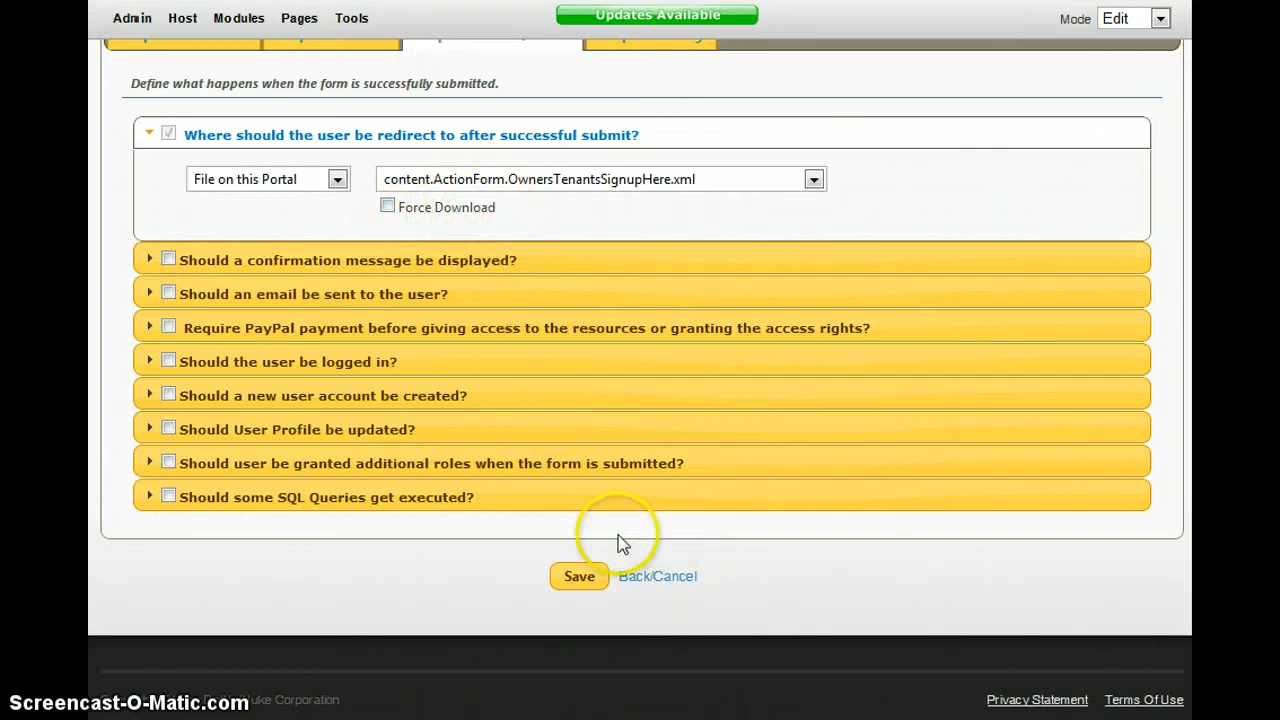 Admin Host Modules Pages Tools Updates Available Mode Edit
Define what happens when the form is successfully submitted.
Where should the user be redirect to after successful submit?
File on this Portal content.ActionForm.OwnersTenantsSignupHere.xml
Force Download
Should a confirmation message be displayed?
Should an email be sent to the user?
Require PayPal payment before giving access to the resources or granting the access rights?
Should the user be logged in?
Should a new user account be created?
Should User Profile be updated?
Should user be granted additional roles when the form is submitted?
Should some SQL Queries get executed?
Save Back/Cancel
Corporation Privacy Statement Terms Of Use
Screencast-O-Matic.com